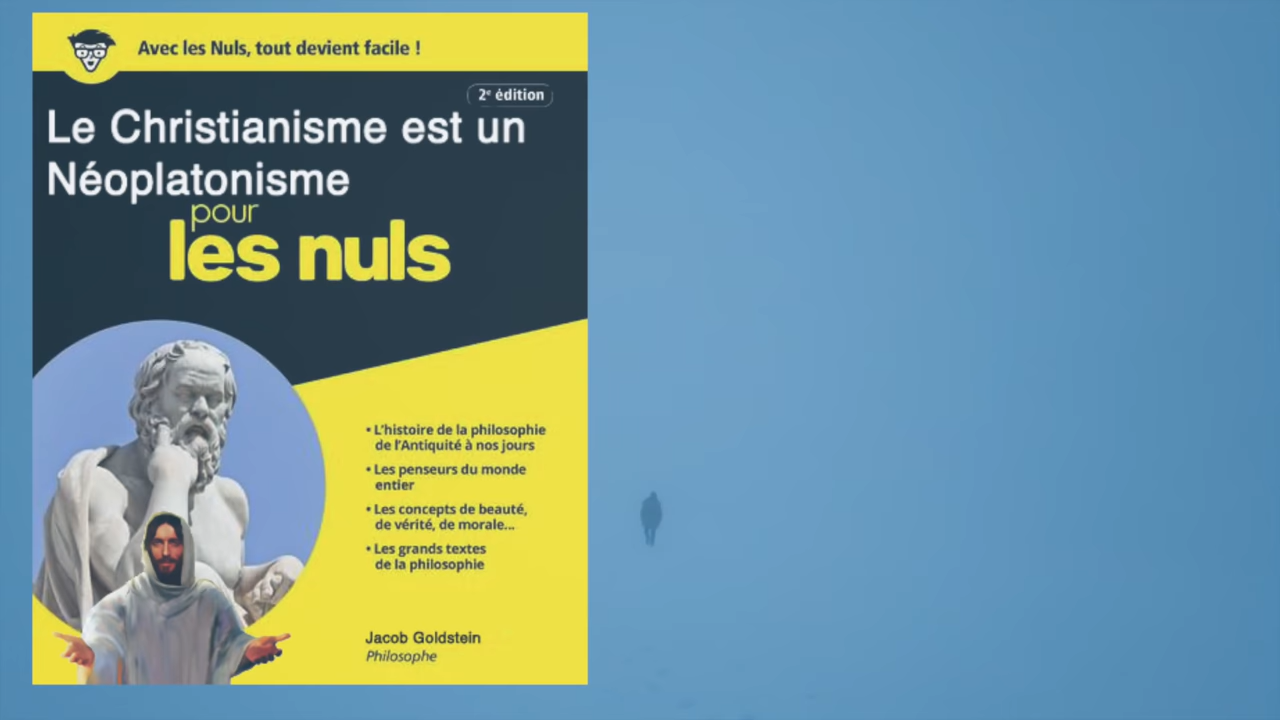 Avec les Nuls, tout devient facile !
2e édition
Le Christianisme est un
Néoplatonisme
pour
les nuls
• L'histoire de la philosophie
de l'Antiquité à nos jours
• Les penseurs du monde
entier
• Les concepts de beauté,
de vérité, de morale...
• Les grands textes
de la philosophie
Jacob Goldstein
Philosophe